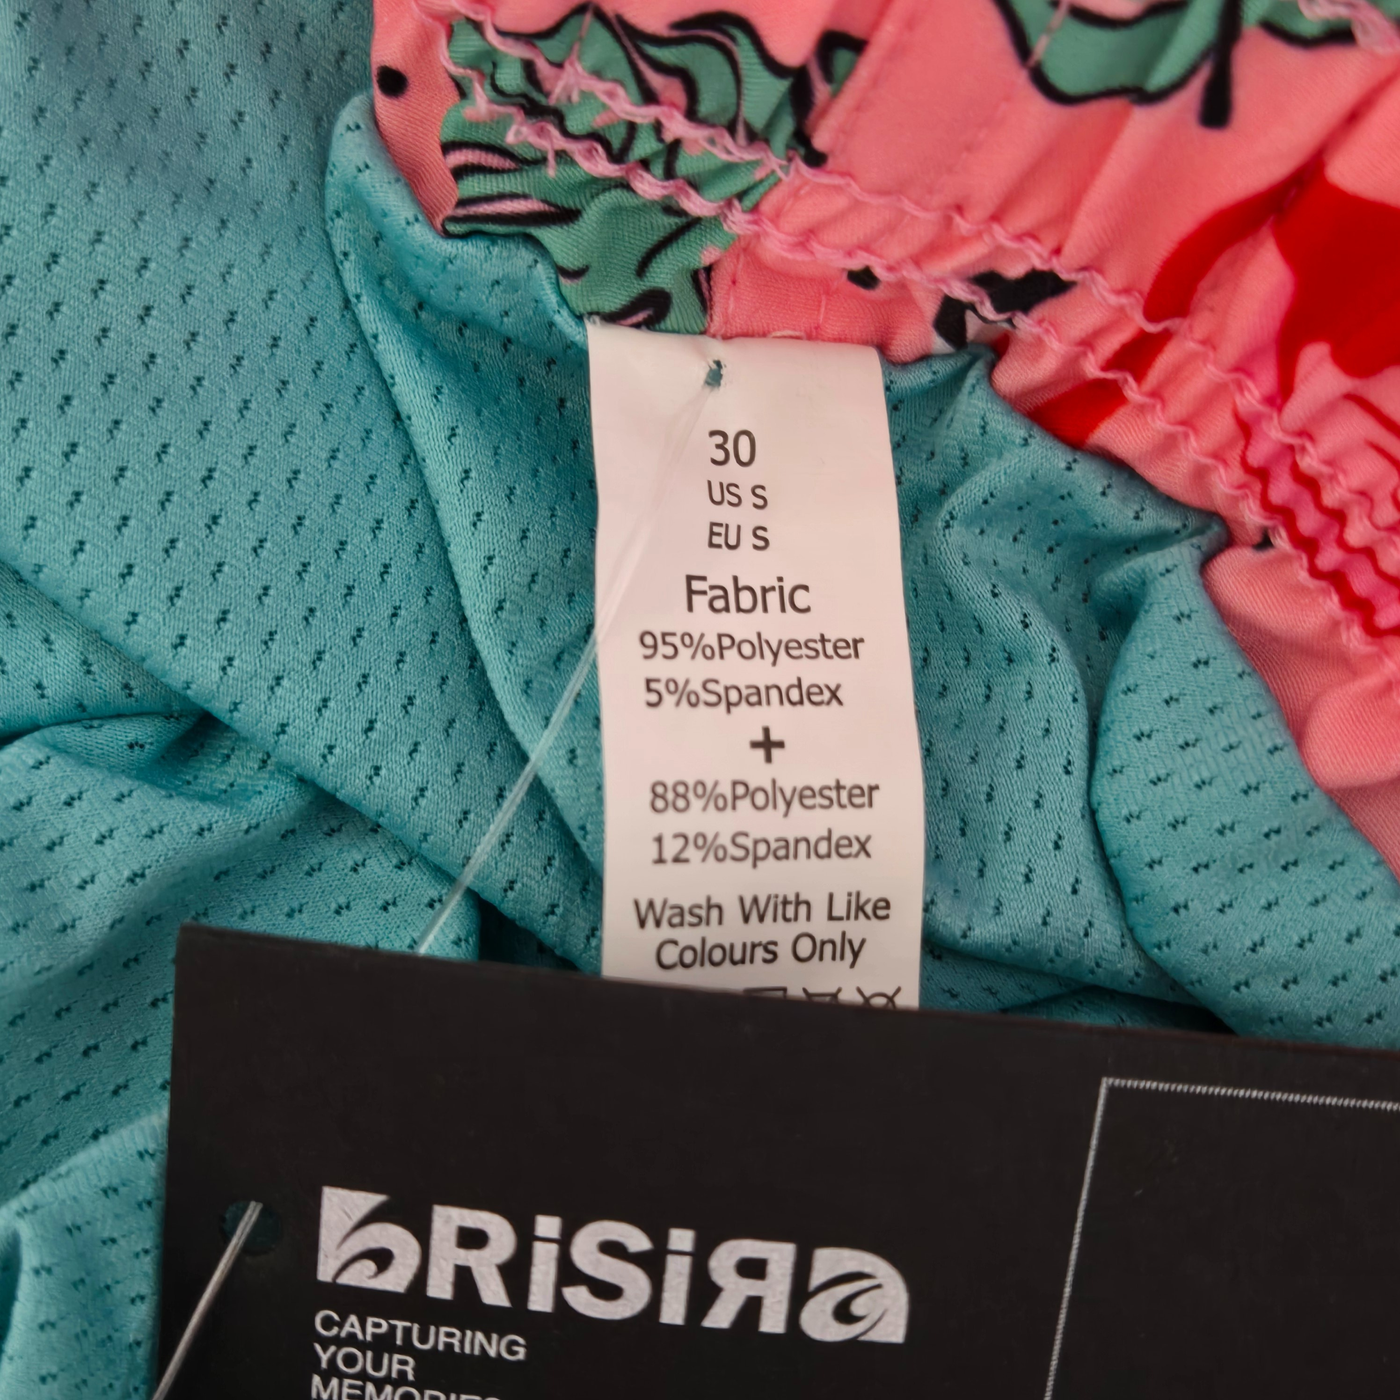 30
US S
EU S
Fabric
95%Polyester
5%Spandex
+
88%Polyester
12%Spandex
Wash With Like
Colours Only
BRiSiRa
CAPTURING
YOUR
MEMORIES